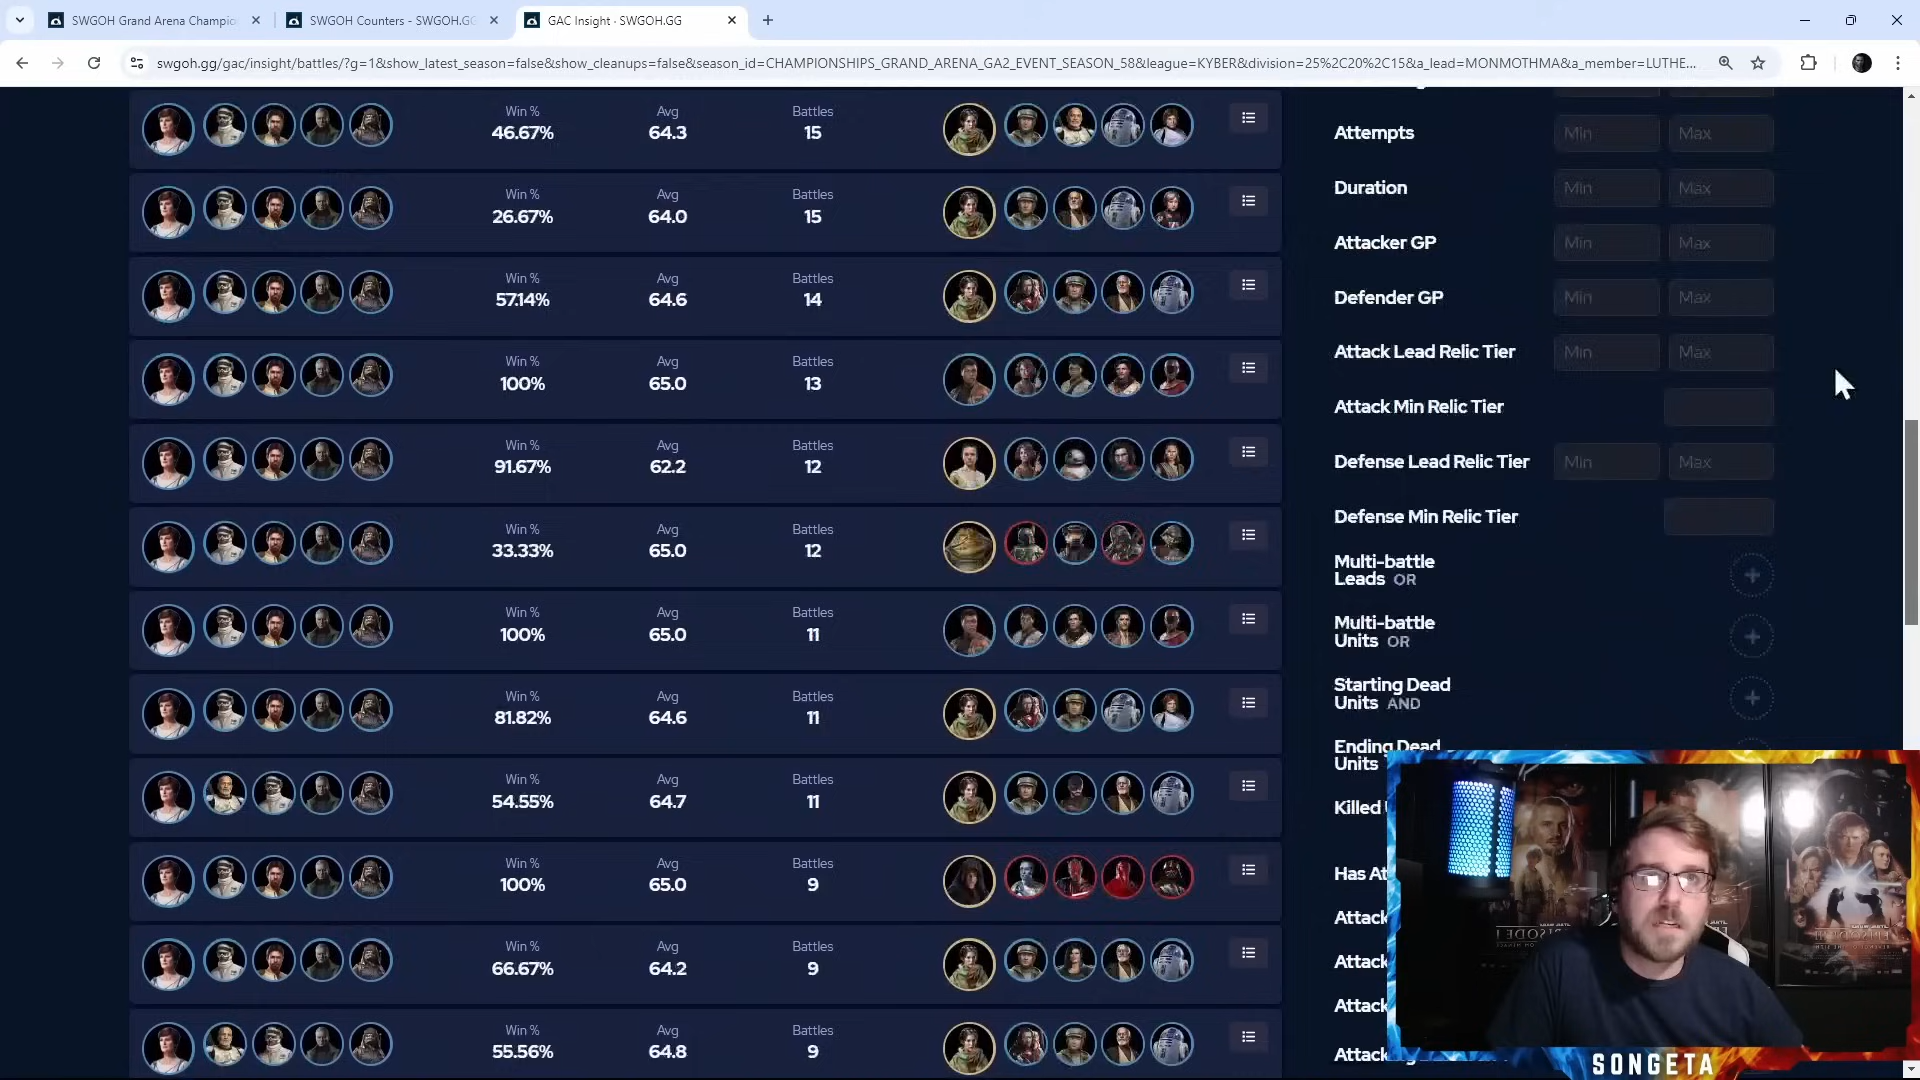 SWGOH Grand Arena Champio
SWGOH Counters - SWGOH.GG
GAC Insight · SWGOH.GG
swgoh.gg/gac/insight/battles/?g=1&show_latest_season=false&show_cleanups=false&season_id=CHAMPIONSHIPS_GRAND_ARENA_GA2_EVENT_SEASON_58&league=KYBER&division=25%2C20%2C15&a_lead=MONMOTHMA&a_member=LUTHE...
Win % Avg Battles
46.67% 64.3 15
Win % Avg Battles
26.67% 64.0 15
Win % Avg Battles
57.14% 64.6 14
Win % Avg Battles
100% 65.0 13
Win % Avg Battles
91.67% 62.2 12
Win % Avg Battles
33.33% 65.0 12
Win % Avg Battles
100% 65.0 11
Win % Avg Battles
81.82% 64.6 11
Win % Avg Battles
54.55% 64.7 11
Win % Avg Battles
100% 65.0 9
Win % Avg Battles
66.67% 64.2 9
Win % Avg Battles
55.56% 64.8 9
Attempts Min Max
Duration Min Max
Attacker GP Min Max
Defender GP Min Max
Attack Lead Relic Tier Min Max
Attack Min Relic Tier
Defense Lead Relic Tier Min Max
Defense Min Relic Tier
Multi-battle
Leads OR
Multi-battle
Units OR
Starting Dead
Units AND
Ending Dead
Units
Killed
Has At
Attack
Attack
Attack
Attack
SONGETA